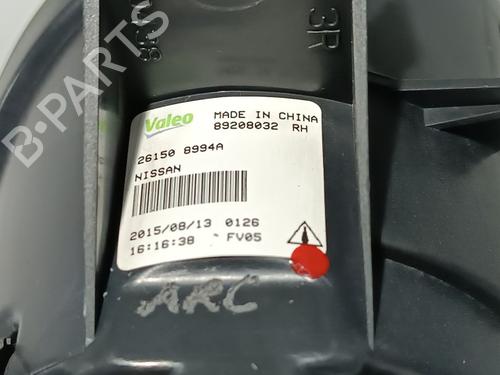 3R
Valeo MADE IN CHINA
89208032 RH
26150 8994A
NISSAN
2015/08/13 0126
16:16:38 FV05
ARC